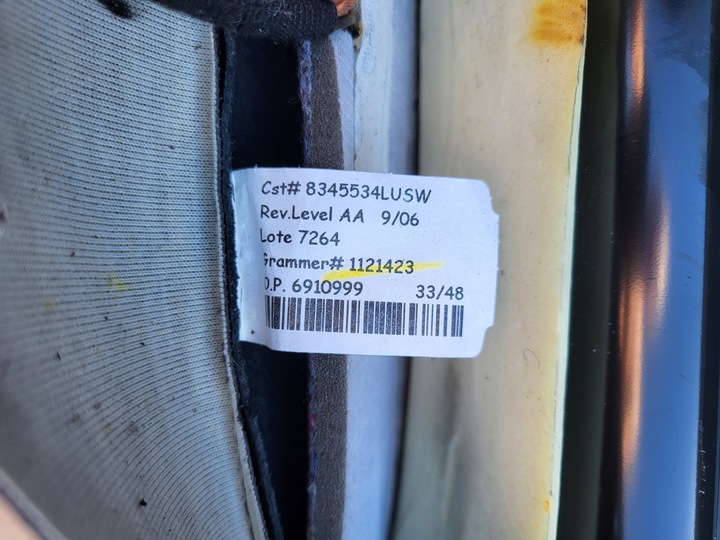 Cst# 8345534LUSW
Rev.Level AA 9/06
Lote 7264
Grammer# 1121423
O.P. 6910999 33/48